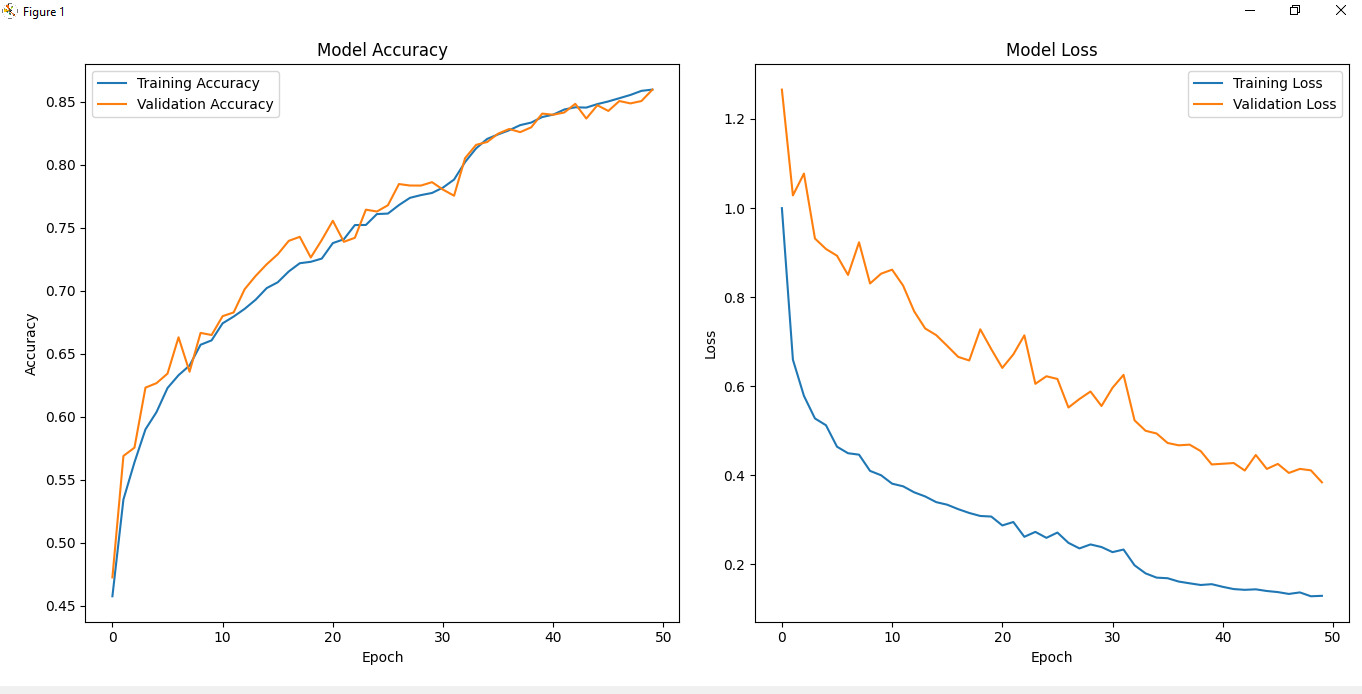 Figure 1
Model Accuracy
Training Accuracy
Validation Accuracy
0.85
0.80
0.75
0.70
0.65
0.60
0.55
0.50
0.45
Accuracy
0 10 20 30 40 50
Epoch
Model Loss
Training Loss
Validation Loss
1.2
1.0
0.8
0.6
0.4
0.2
Loss
0 10 20 30 40 50
Epoch